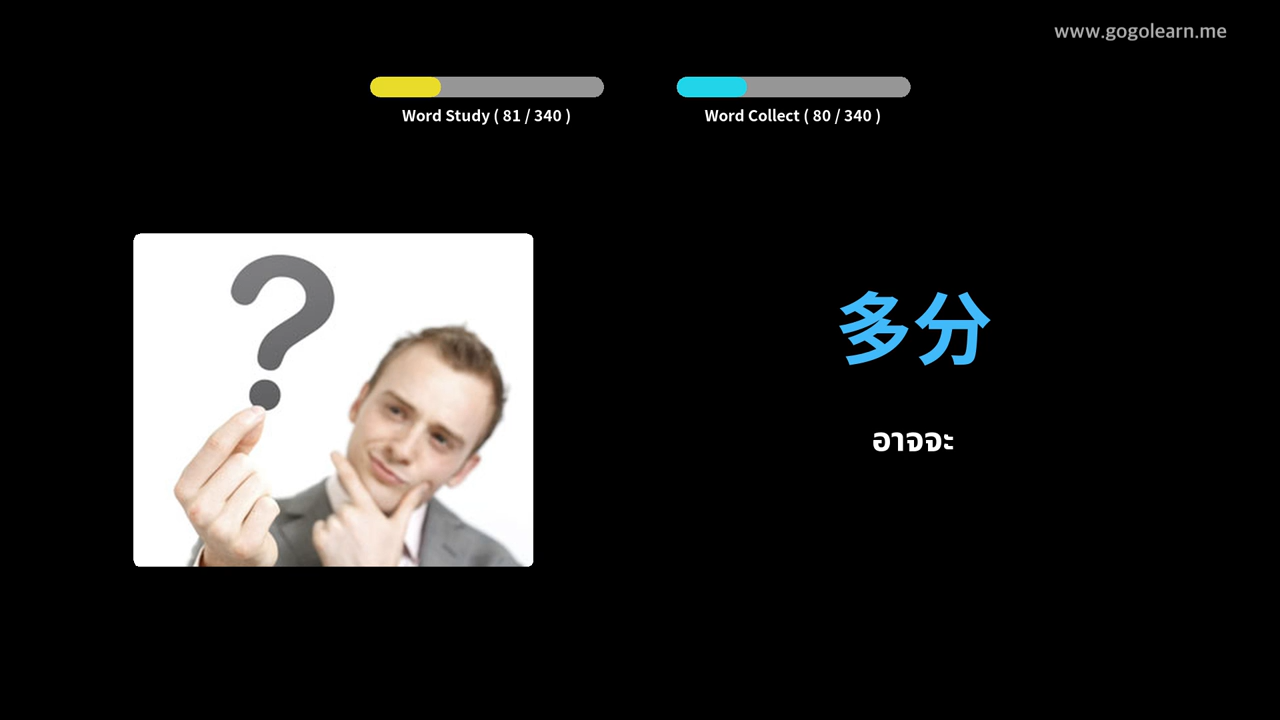 www.gogolearn.me
Word Study ( 81 / 340 )
Word Collect ( 80 / 340 )
?
多分
อาจจะ